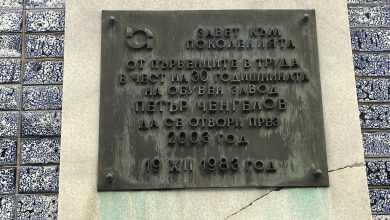 ЗАВЕТ КЪМ
ПОКОЛЕНИЯТА
ОТ ПЪРВЕНЦИТЕ В ТРУДА
В ЧЕСТ НА 30 ГОДИШНИНАТА
НА ОБУВЕН ЗАВОД
ПЕТЪР ЧЕНГЕЛОВ
ДА СЕ ОТВОРИ ПРЕЗ
2003 ГОД
19 XII 1983 ГОД